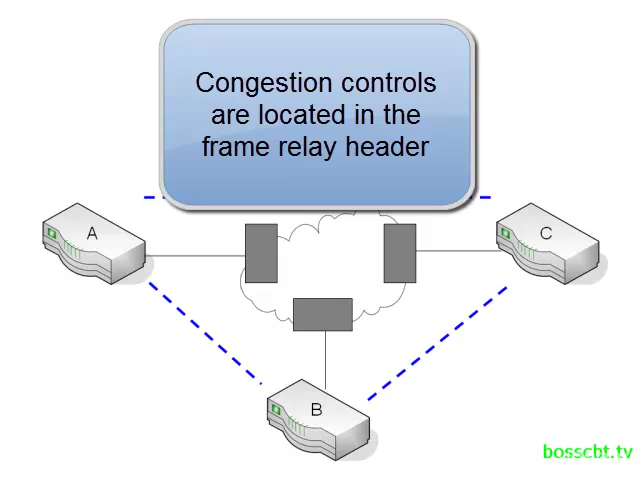 Congestion controls
are located in the
frame relay header
A
C
B
bosscbt.tv